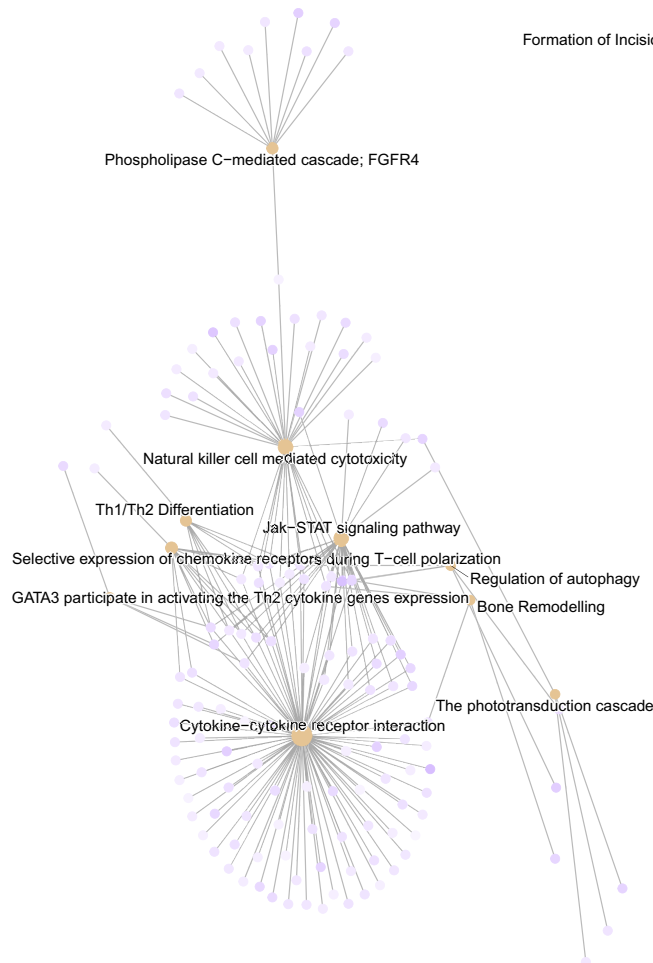 Formation of Incisio
Phospholipase C−mediated cascade; FGFR4
Natural killer cell mediated cytotoxicity
Th1/Th2 Differentiation
Jak−STAT signaling pathway
Selective expression of chemokine receptors during T−cell polarization
Regulation of autophagy
GATA3 participate in activating the Th2 cytokine genes expression
Bone Remodelling
The phototransduction cascade
Cytokine−cytokine receptor interaction